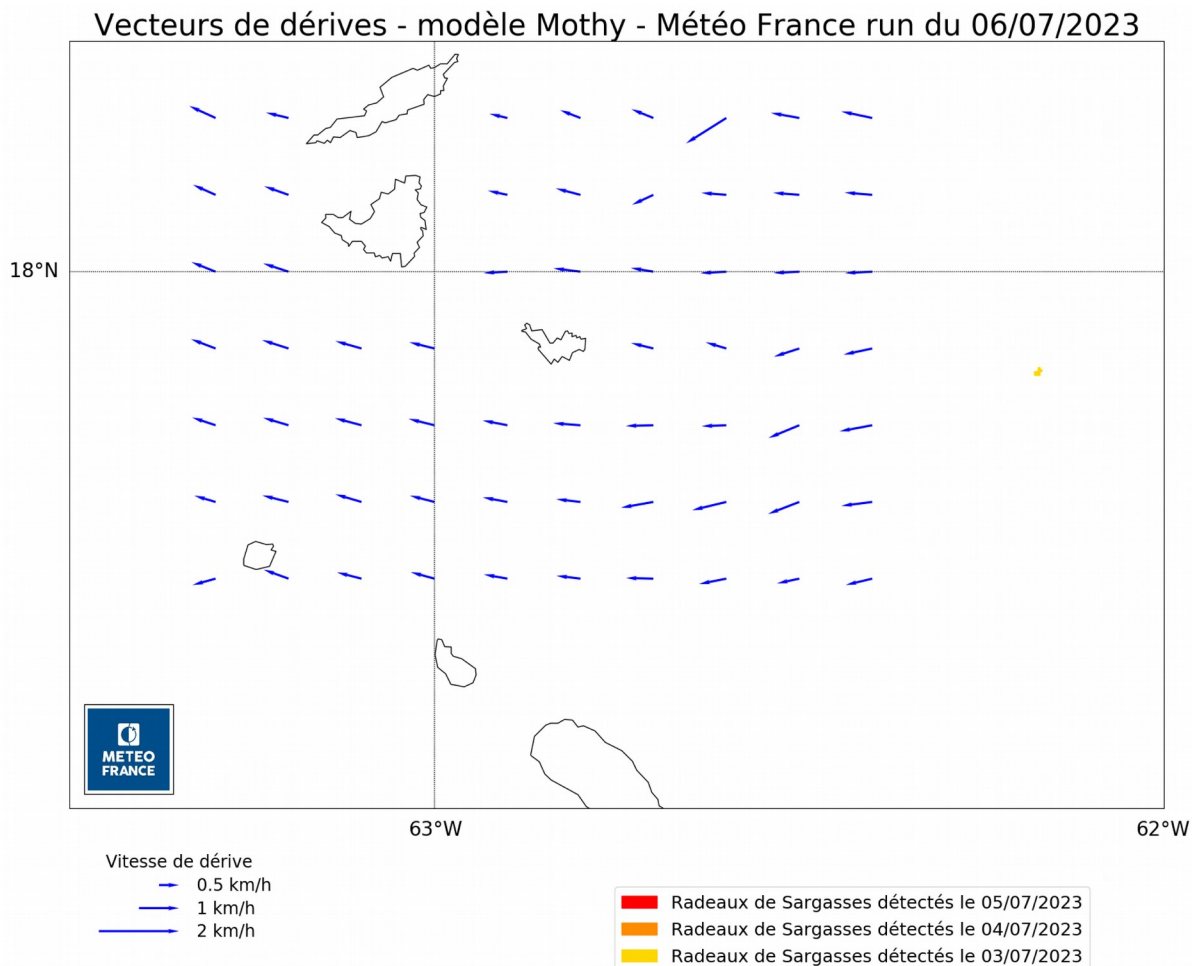 Vecteurs de dérives - modèle Mothy - Météo France run du 06/07/2023
18°N
METEO
FRANCE
63°W
62°W
Vitesse de dérive
0.5 km/h
1 km/h
2 km/h
Radeaux de Sargasses détectés le 05/07/2023
Radeaux de Sargasses détectés le 04/07/2023
Radeaux de Sargasses détectés le 03/07/2023